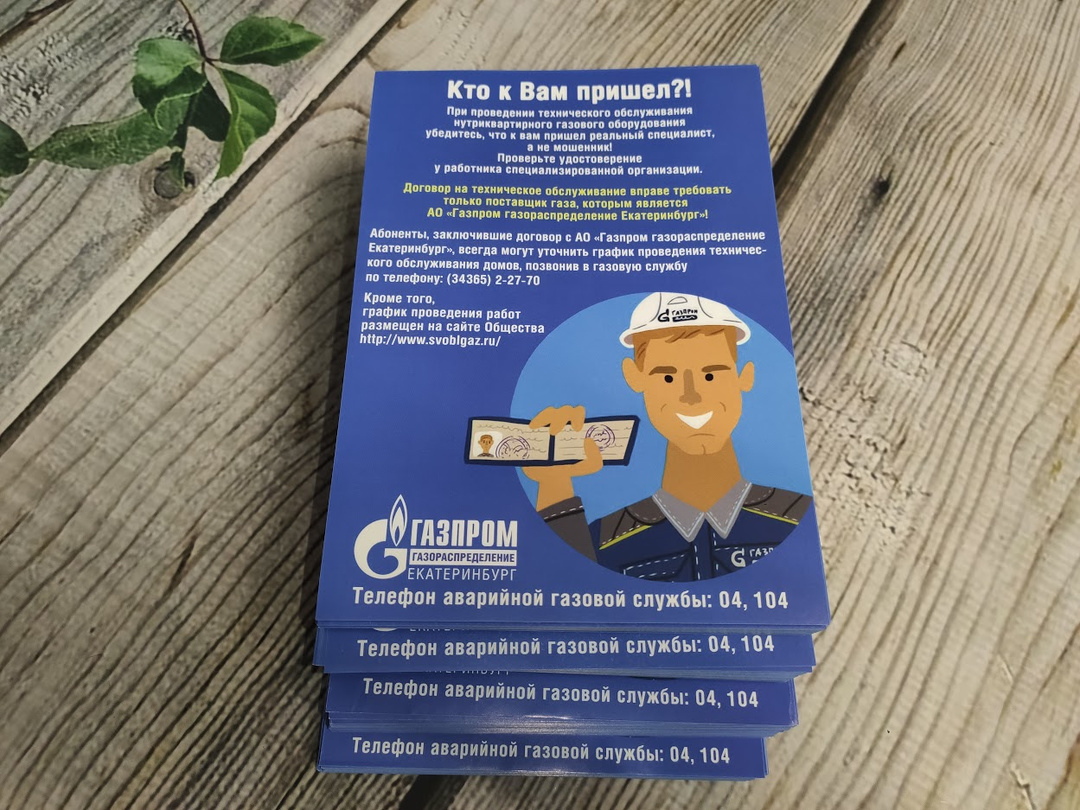 Кто к Вам пришел?!
При проведении технического обслуживания
нутриквартирного газового оборудования
убедитесь, что к вам пришел реальный специалист,
а не мошенник!
Проверьте удостоверение
у работника специализированной организации.
Договор на техническое обслуживание вправе требовать
только поставщик газа, которым является
АО «Газпром газораспределение Екатеринбург»!
Абоненты, заключившие договор с АО «Газпром газораспределение
Екатеринбург», всегда могут уточнить график проведения техничес-
кого обслуживания домов, позвонив в газовую службу
по телефону: (34365) 2-27-70
Кроме того,
график проведения работ
размещен на сайте Общества
http://www.svoblgaz.ru/
ГАЗПРОМ
ГАЗПР
ГАЗПРОМ
ГАЗОРАСПРЕДЕЛЕНИЕ
ЕКАТЕРИНБУРГ
Телефон аварийной газовой службы: 04, 104
Телефон аварийной газовой службы: 04, 104
Телефон аварийной газовой службы: 04, 104
Телефон аварийной газовой службы: 04, 104